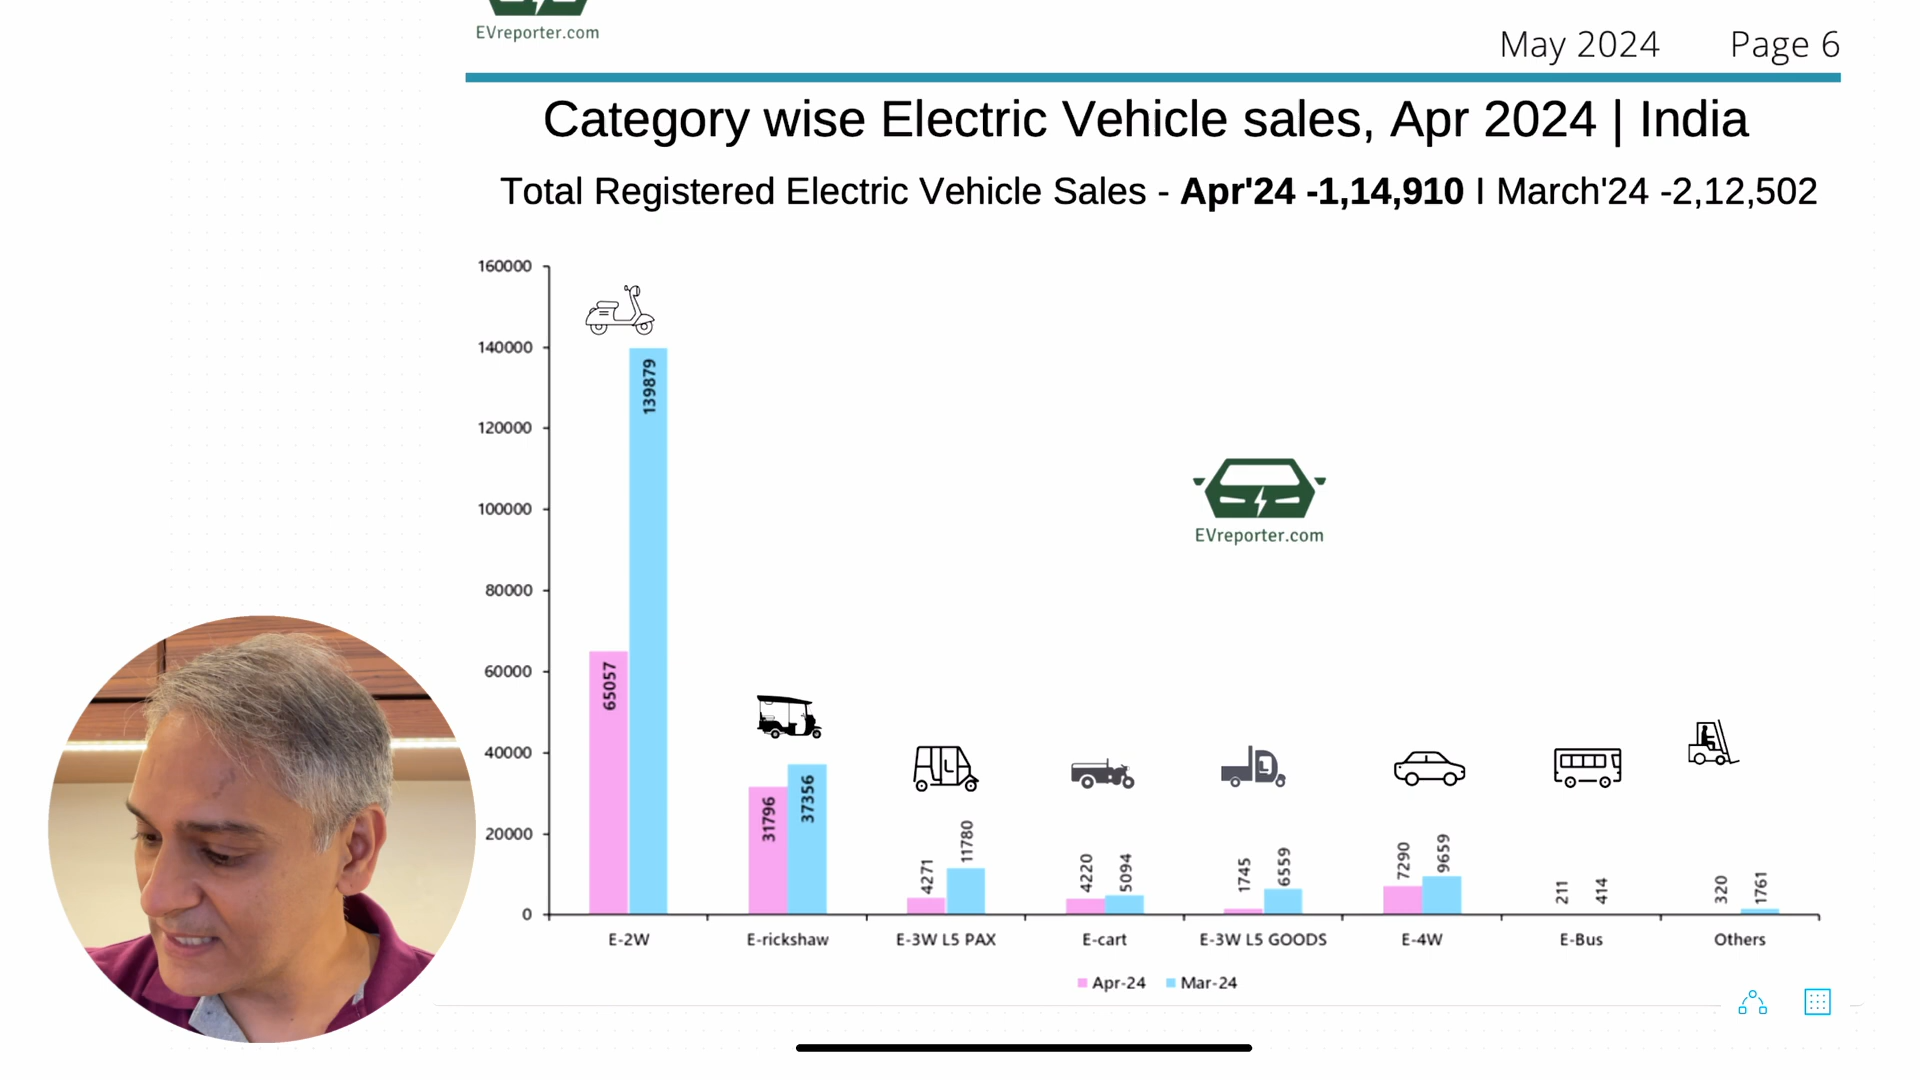 EVreporter.com
May 2024 Page 6
Category wise Electric Vehicle sales, Apr 2024 | India
Total Registered Electric Vehicle Sales - Apr'24 -1,14,910 I March'24 -2,12,502
160000
140000
120000
100000
80000
60000
40000
20000
0
65057
139879
31796
37356
4271
11780
4220
5094
1745
6559
7290
9659
211
414
320
1761
EVreporter.com
E-2W
E-rickshaw
E-3W L5 PAX
E-cart
E-3W L5 GOODS
E-4W
E-Bus
Others
Apr-24
Mar-24